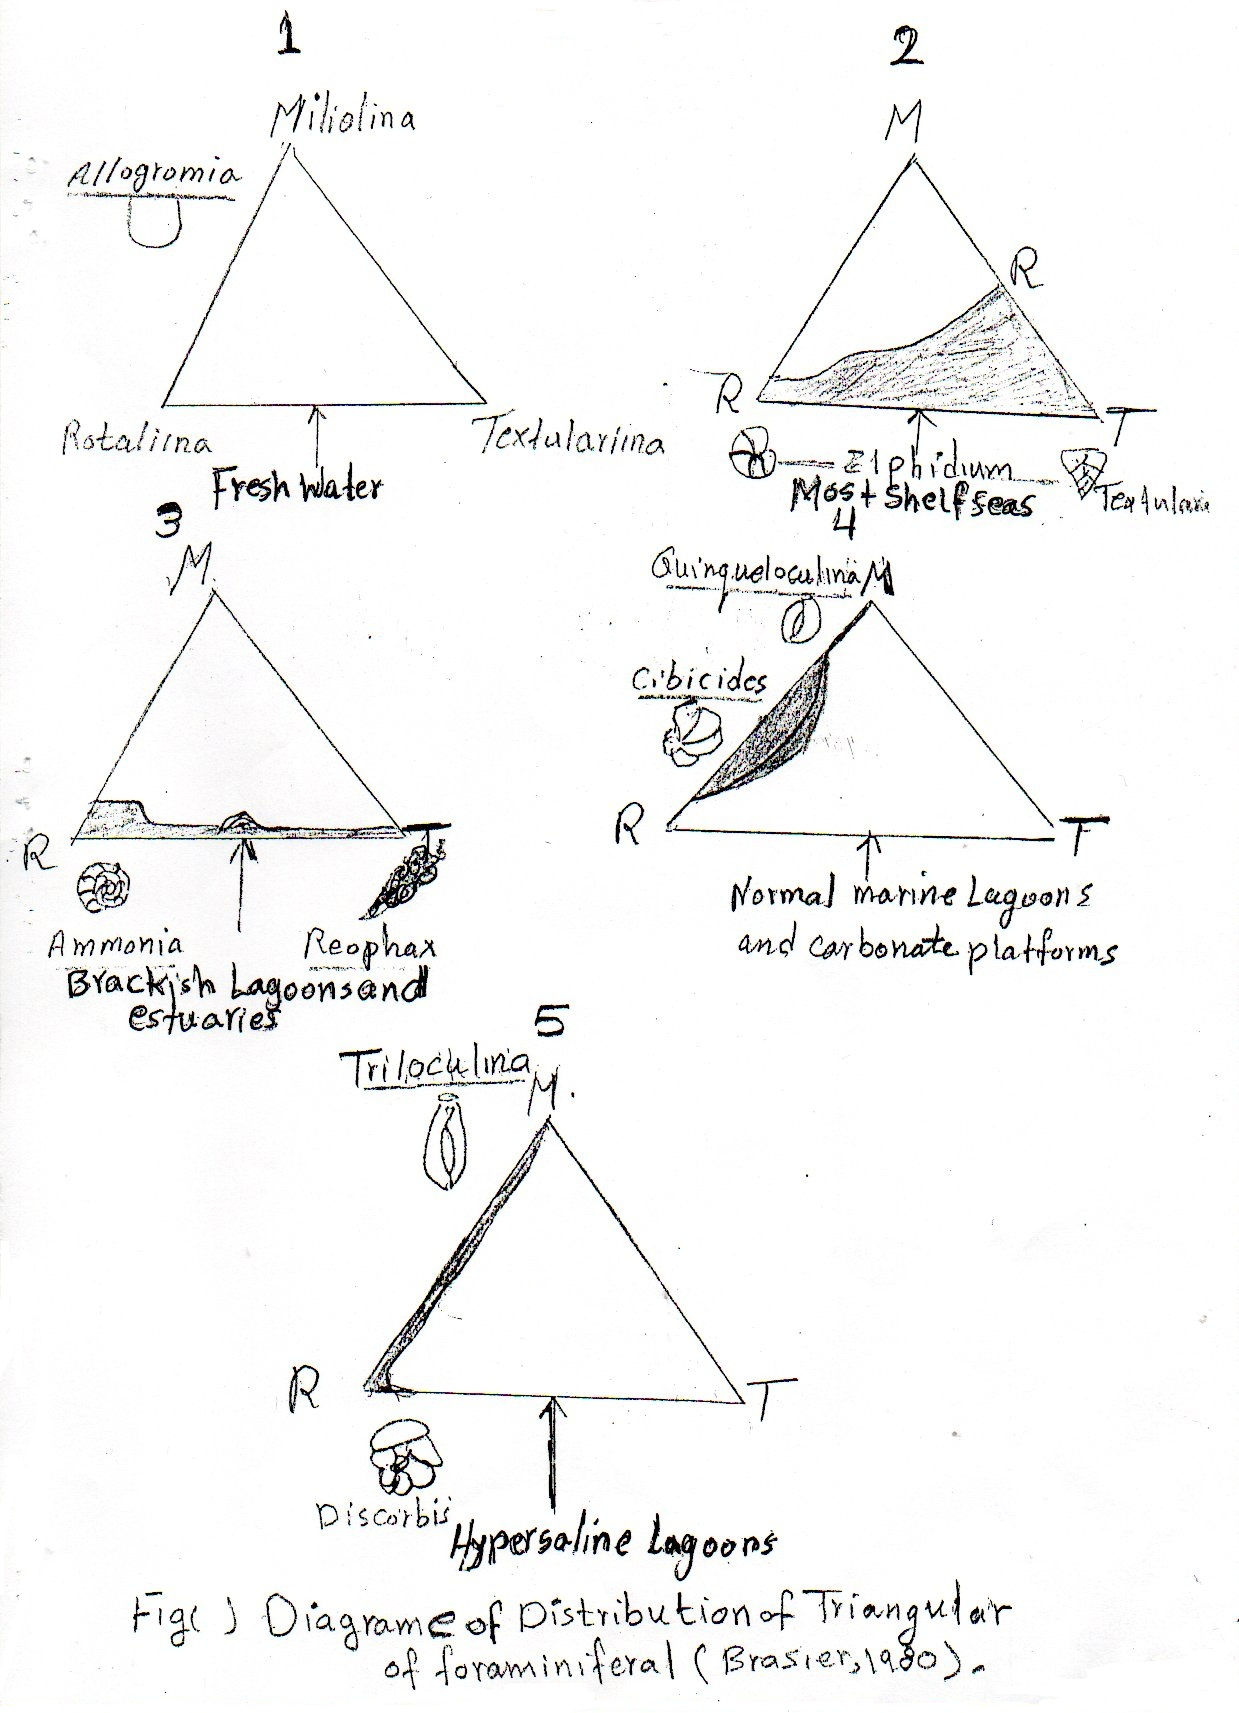 1
Miliolina
Allogromia
Rotaliina
Textulariina
Fresh Water
2
M
R
R
T
Elphidium
Textularia
Most Shelf seas
3
M.
R
T
Ammonia
Reophax
Brackish Lagoons and
estuaries
4
Quinqueloculina M
Cibicides
R
T
Normal marine Lagoons
and carbonate platforms
5
Triloculina
M.
R
T
Discorbis
Hypersaline Lagoons
Fig( ) Diagrame of Distribution of Triangular
of foraminiferal (Brasier, 1980).